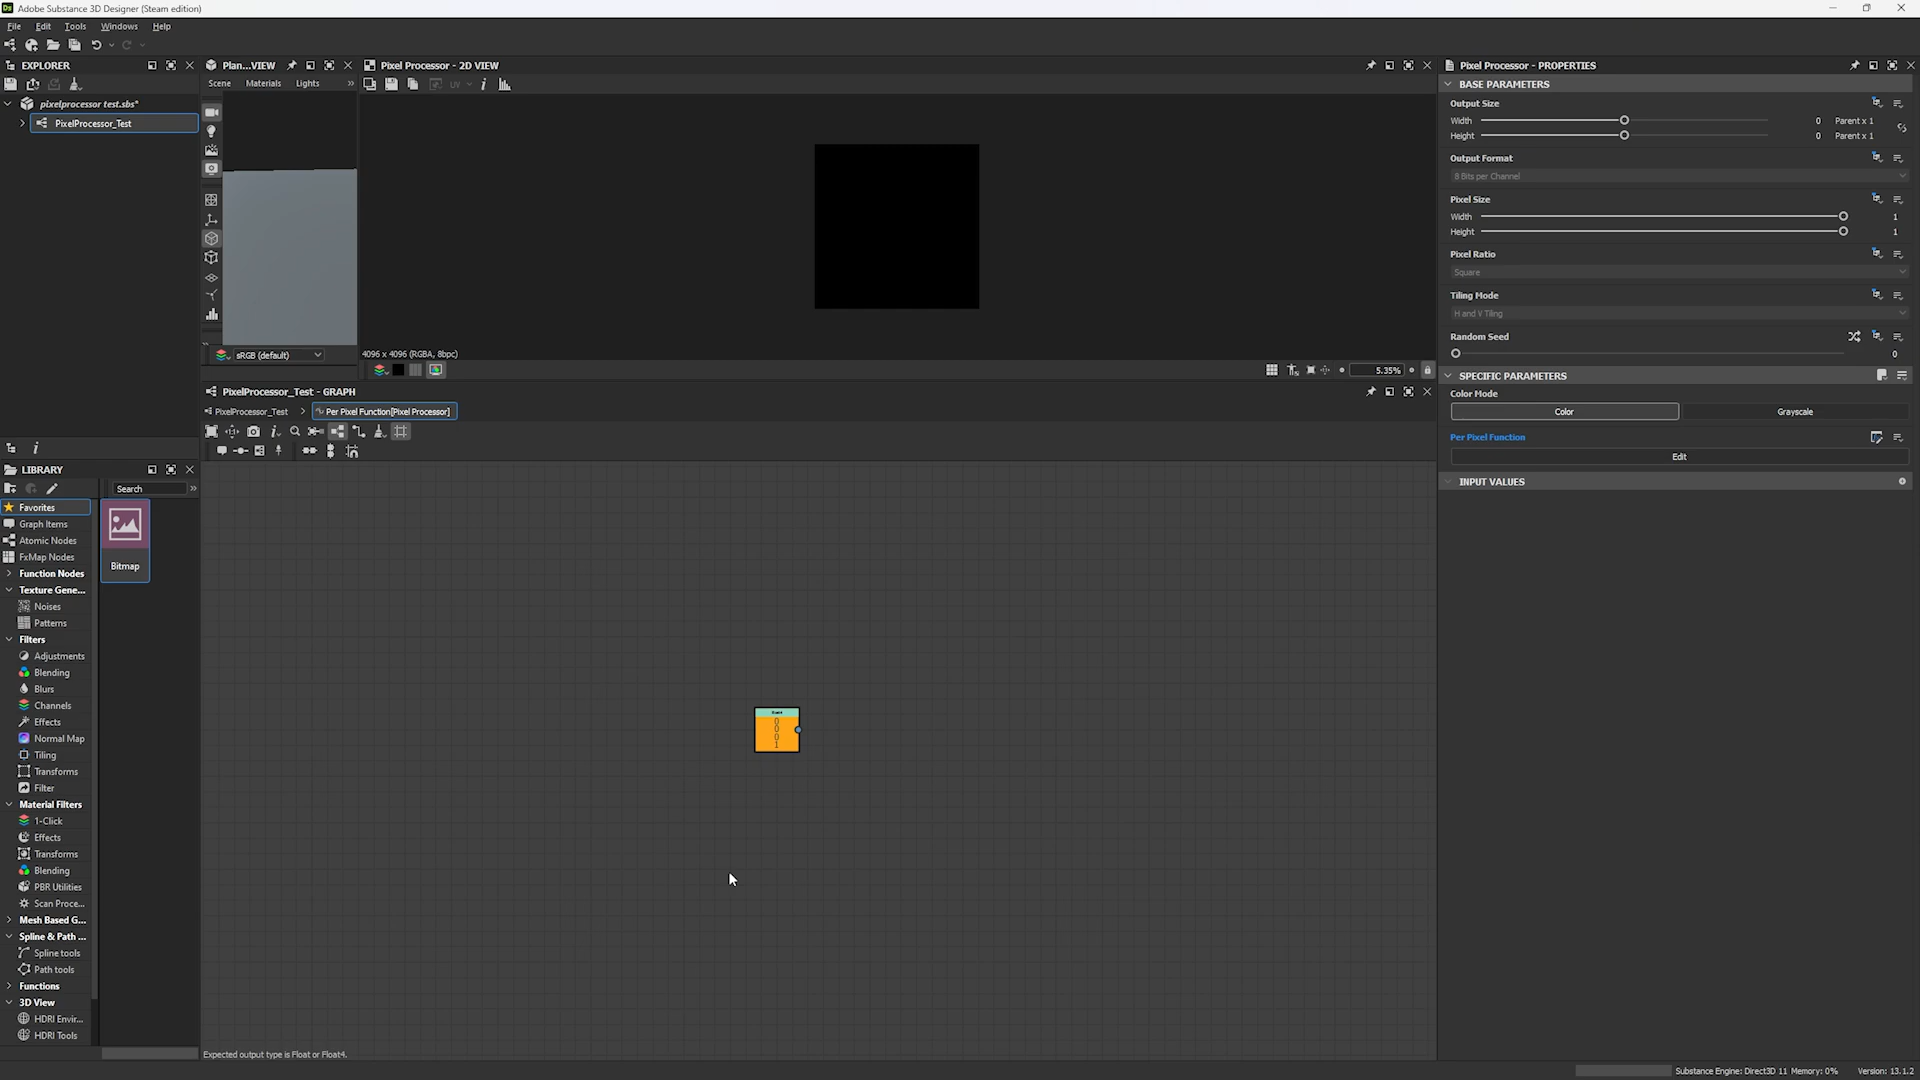 Adobe Substance 3D Designer (Steam edition)
File Edit Tools Windows Help
EXPLORER
pixelprocessor test.sbs*
PixelProcessor_Test
Plan...VIEW
Scene Materials Lights »
sRGB (default)
Pixel Processor - 2D VIEW
UV
4096 x 4096 (RGBA, 8bpc)
5.35%
PixelProcessor_Test - GRAPH
PixelProcessor_Test > Per Pixel Function[Pixel Processor]
0
0
0
1
Expected output type is Float or Float4.
LIBRARY
Search »
Favorites
Graph Items
Atomic Nodes
FxMap Nodes
Function Nodes
Texture Gene...
Noises
Patterns
Filters
Adjustments
Blending
Blurs
Channels
Effects
Normal Map
Tiling
Transforms
Filter
Material Filters
1-Click
Effects
Transforms
Blending
PBR Utilities
Scan Proce...
Mesh Based G...
Spline & Path ...
Spline tools
Path tools
Functions
3D View
HDRI Envir...
HDRI Tools
Bitmap
Pixel Processor - PROPERTIES
BASE PARAMETERS
Output Size
Width 0 Parent x 1
Height 0 Parent x 1
Output Format
8 Bits per Channel
Pixel Size
Width 1
Height 1
Pixel Ratio
Square
Tiling Mode
H and V Tiling
Random Seed
0
SPECIFIC PARAMETERS
Color Mode
Color Grayscale
Per Pixel Function
Edit
INPUT VALUES
Substance Engine: Direct3D 11 Memory: 0% Version: 13.1.2